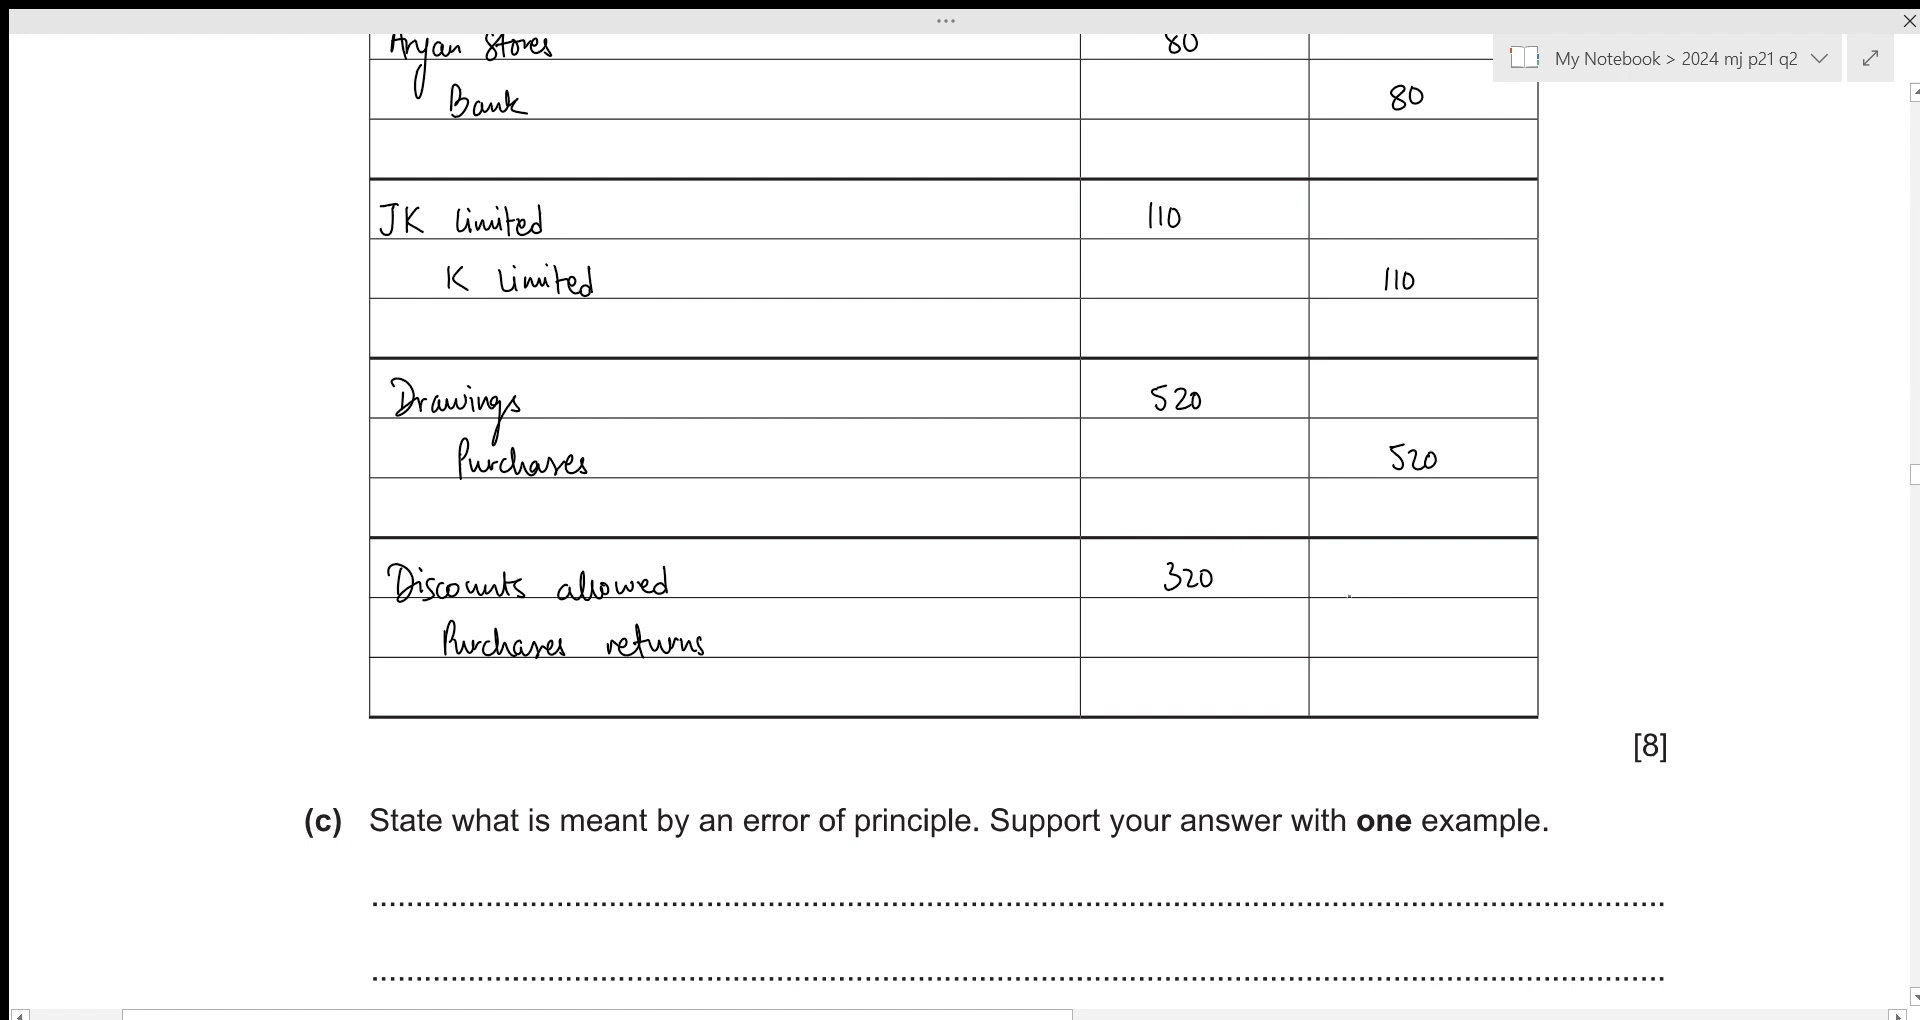 ...
My Notebook > 2024 mj p21 q2
Aryan Stores 80
Bank 80
JK Limited 110
K Limited 110
Drawings 520
Purchases 520
Discounts allowed 320
Purchases returns
[8]
(c) State what is meant by an error of principle. Support your answer with one example.